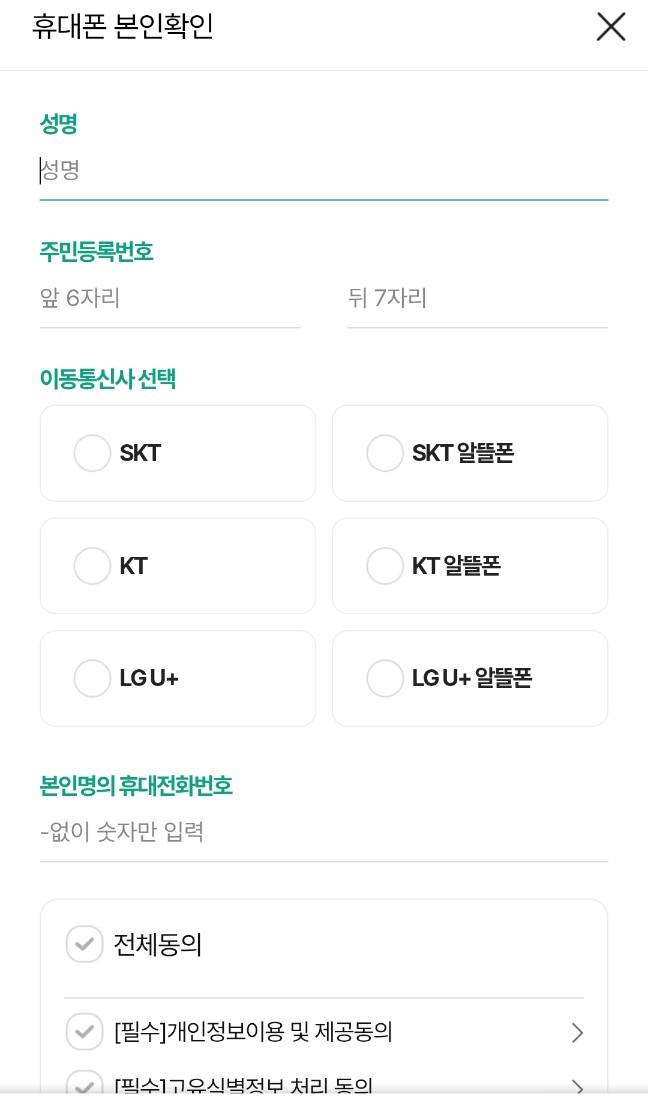 휴대폰 본인확인
성명
성명
주민등록번호
앞 6자리 뒤 7자리
이동통신사 선택
SKT SKT 알뜰폰
KT KT 알뜰폰
LG U+ LG U+ 알뜰폰
본인명의 휴대전화번호
-없이 숫자만 입력
전체동의
[필수]개인정보이용 및 제공동의
[필수]고유식별정보 처리 동의